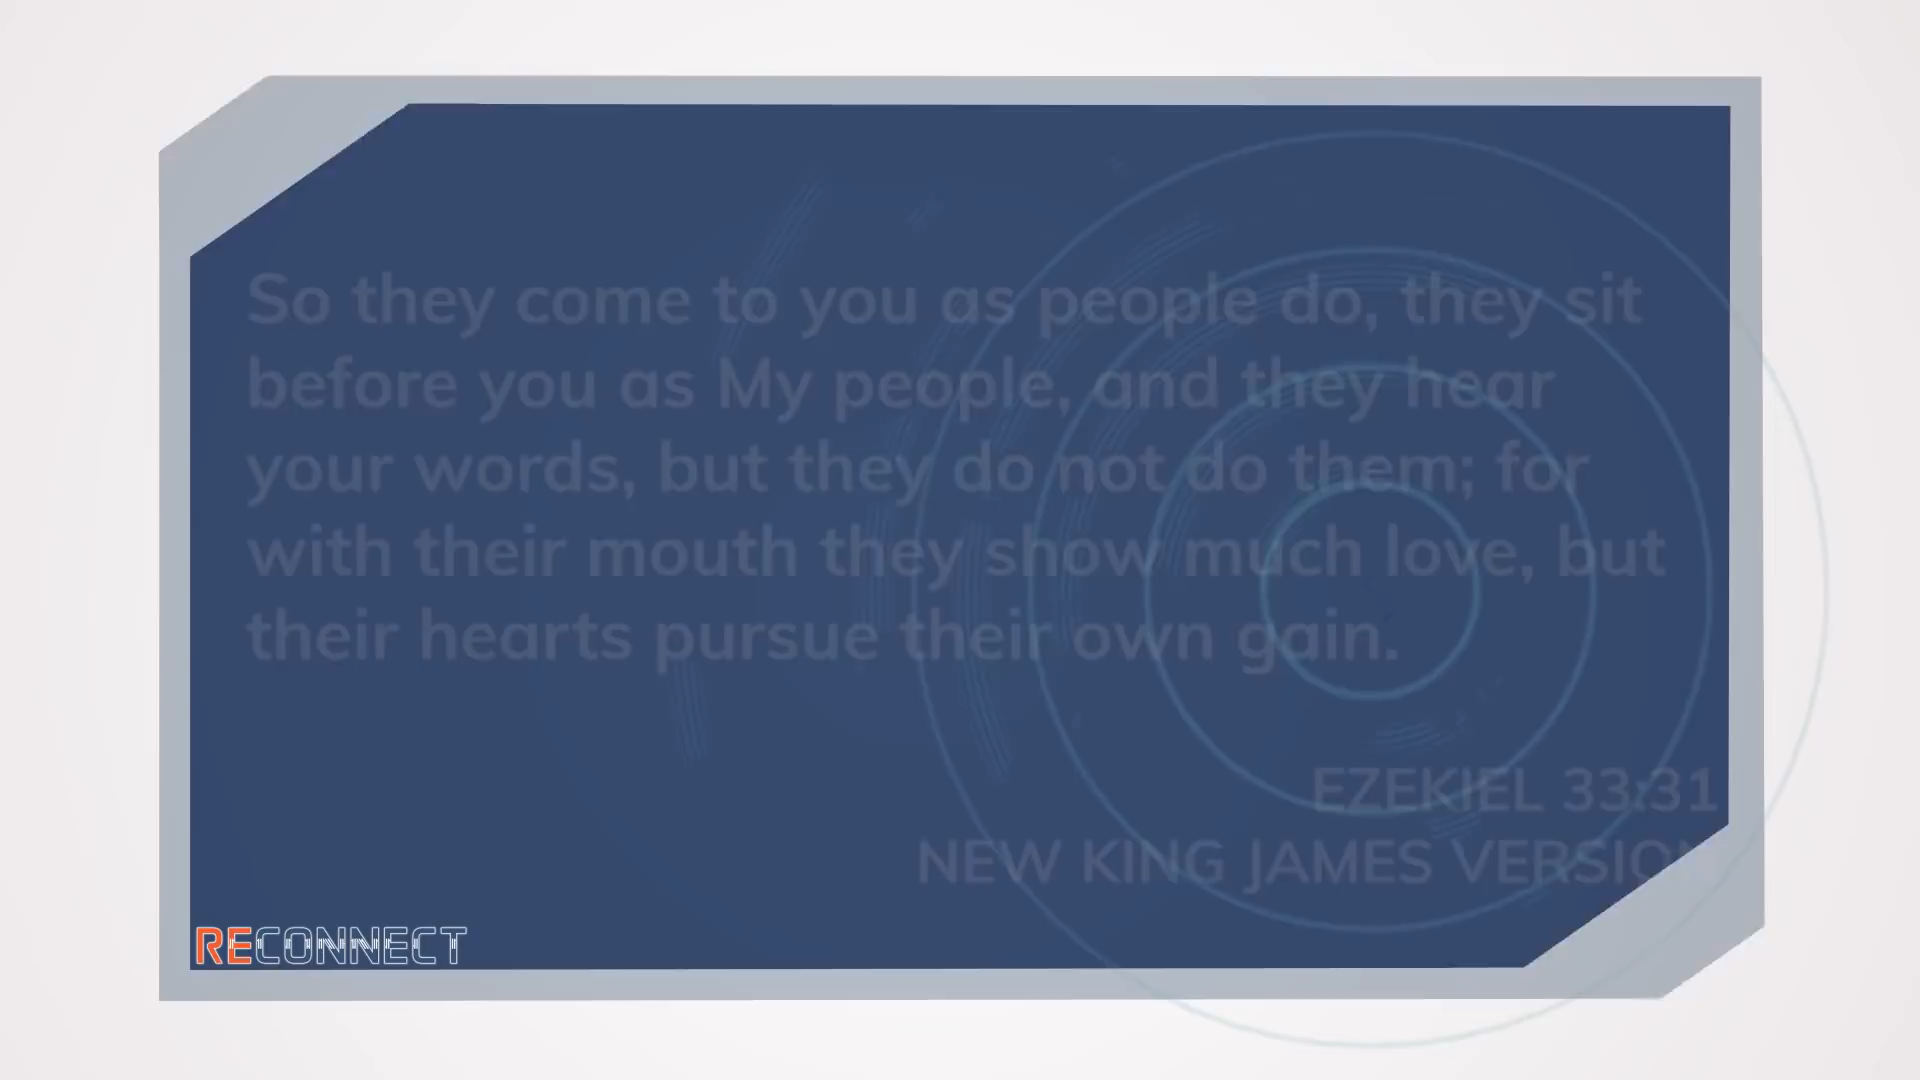 So they come to you as people do, they sit
before you as My people, and they hear
your words, but they do not do them; for
with their mouth they show much love, but
their hearts pursue their own gain.
EZEKIEL 33:31
NEW KING JAMES VERSION
RECONNECT